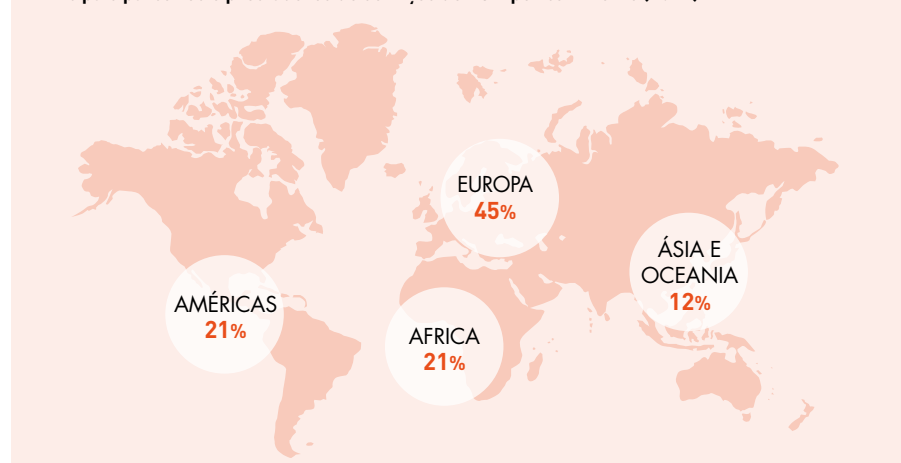 EUROPA
45%
ÁSIA E
OCEANIA
12%
AMÉRICAS
21%
AFRICA
21%